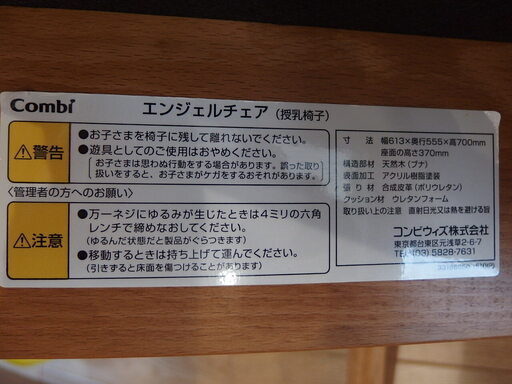 Combi エンジェルチェア(授乳椅子)
警告
●お子さまを椅子に残して離れないでください。
●遊具としてのご使用はおやめください。
お子さまは思わぬ行動をする場合があります。誤った取り
扱いをすると、お子さまがケガをするおそれがあります。
〈管理者の方へのお願い〉
注意
●万一ネジにゆるみが生じたときは4ミリの六角
レンチで締めなおしてください。
(ゆるんだ状態だと製品がぐらつきます)
●移動するときは持ち上げて運んでください。
(引きずると床面を傷つけることがあります)
寸 法 幅613×奥行555×高700mm
座面の高さ370mm
構造部材 天然木(ブナ)
表面加工 アクリル樹脂塗装
張り材 合成皮革(ポリウレタン)
クッション材 ウレタンフォーム
取り扱い上の注意 直射日光又は熱を避ける旨
コンビウィズ株式会社
東京都台東区元浅草2-6-7
TEL(03)5828-7631